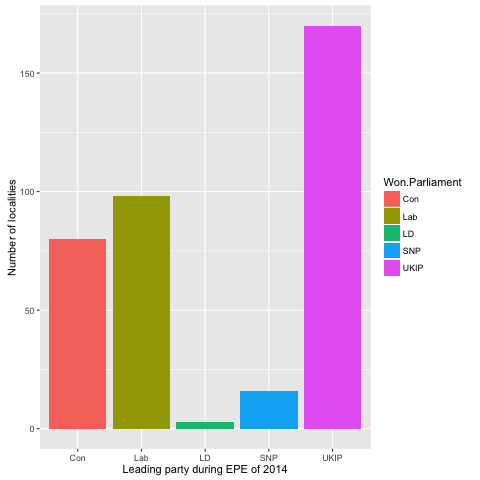 Number of localities
150
100
50
0
Con Lab LD SNP UKIP
Leading party during EPE of 2014
Won.Parliament
Con
Lab
LD
SNP
UKIP